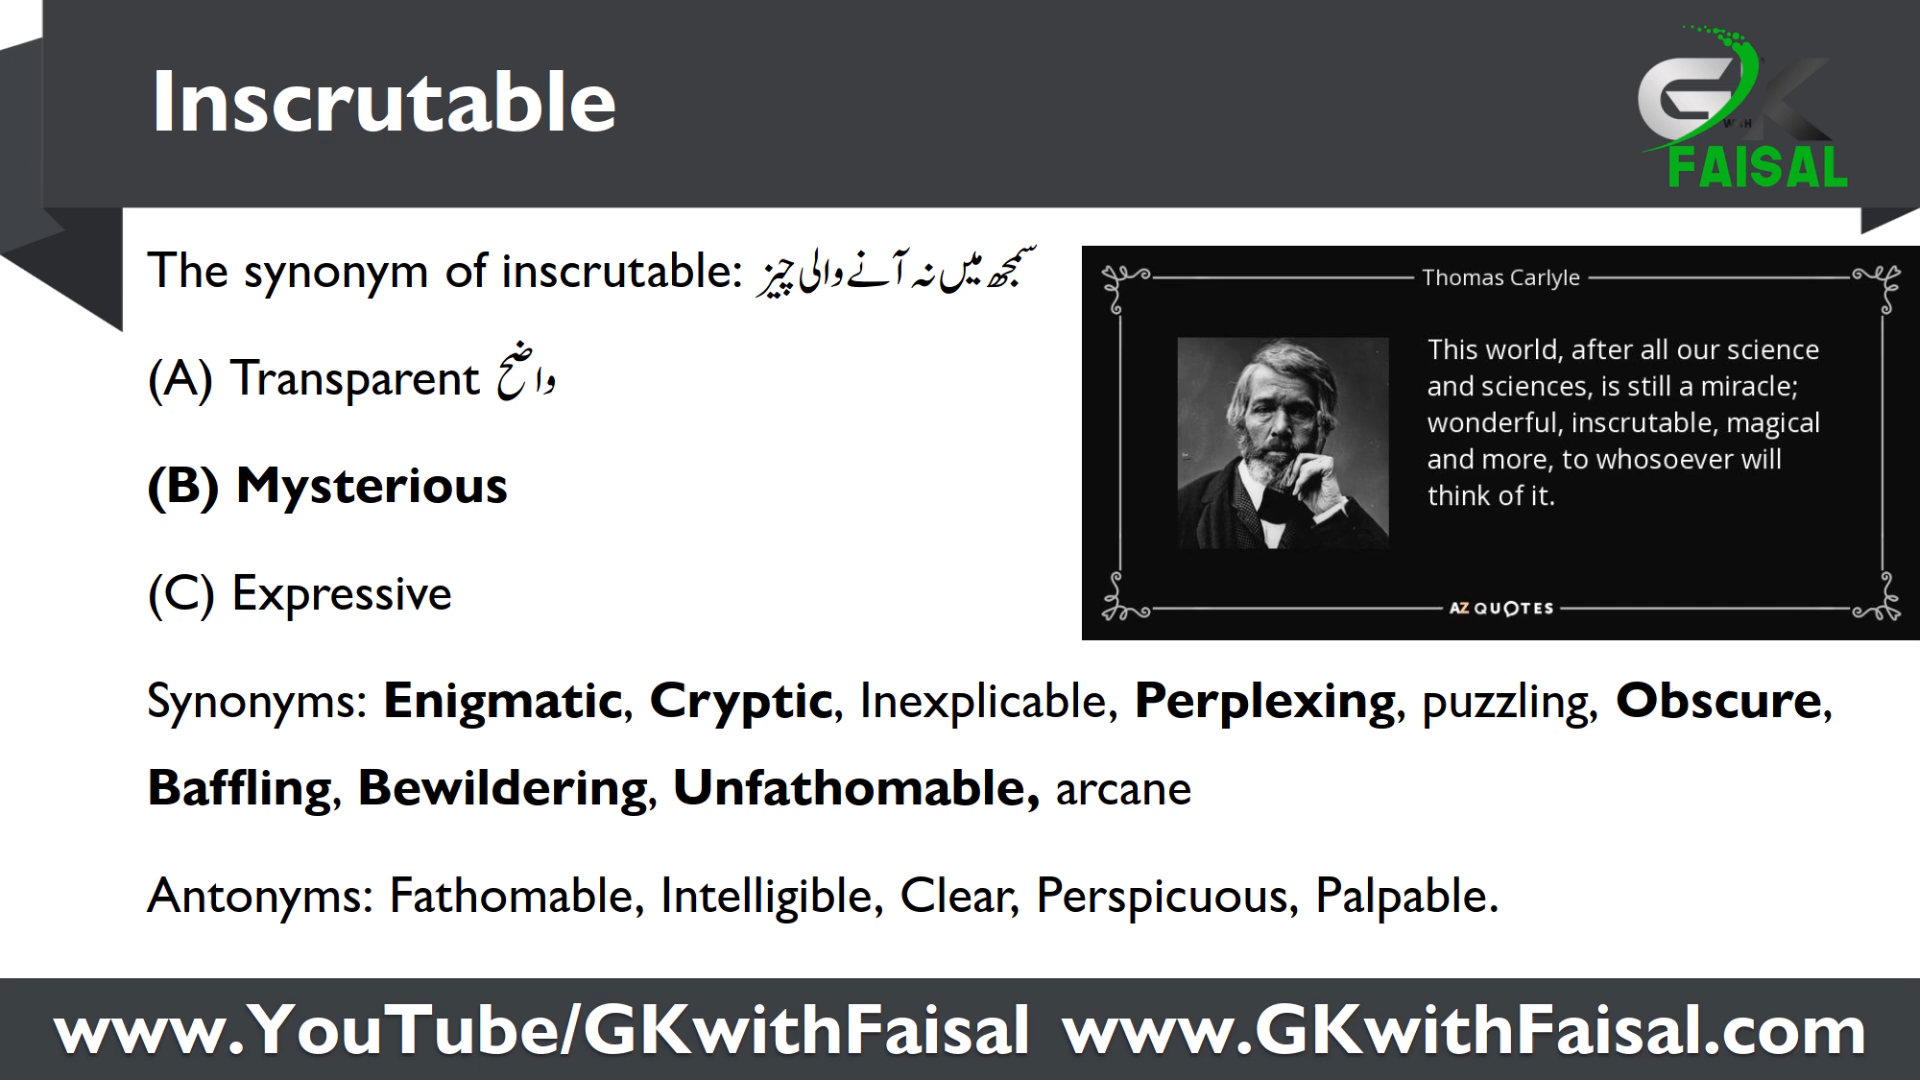 Inscrutable
GK
WITH
FAISAL
The synonym of inscrutable: سمجھ میں نہ آنے والی چیز
(A) Transparent واضح
(B) Mysterious
(C) Expressive
Thomas Carlyle
This world, after all our science
and sciences, is still a miracle;
wonderful, inscrutable, magical
and more, to whosoever will
think of it.
AZ QUOTES
Synonyms: Enigmatic, Cryptic, Inexplicable, Perplexing, puzzling, Obscure,
Baffling, Bewildering, Unfathomable, arcane
Antonyms: Fathomable, Intelligible, Clear, Perspicuous, Palpable.
www.YouTube/GKwithFaisal www.GKwithFaisal.com